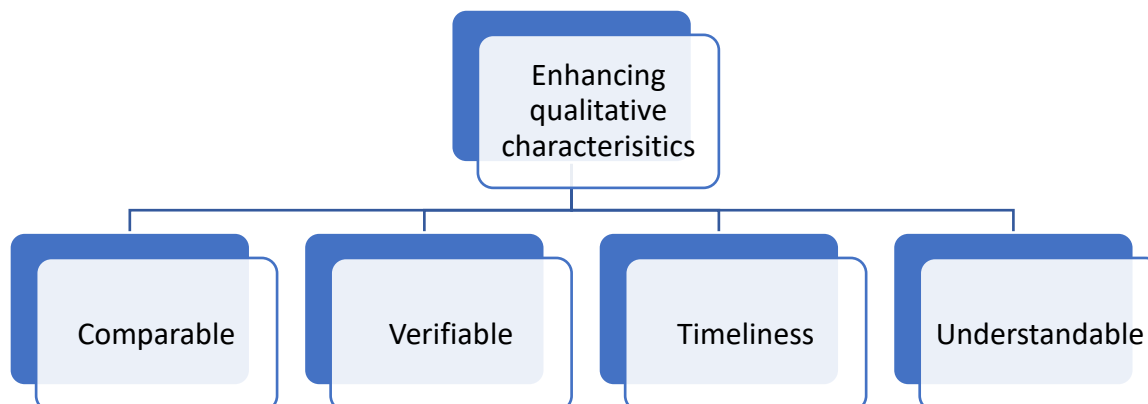 Enhancing
qualitative
characterisitics
Comparable
Verifiable
Timeliness
Understandable